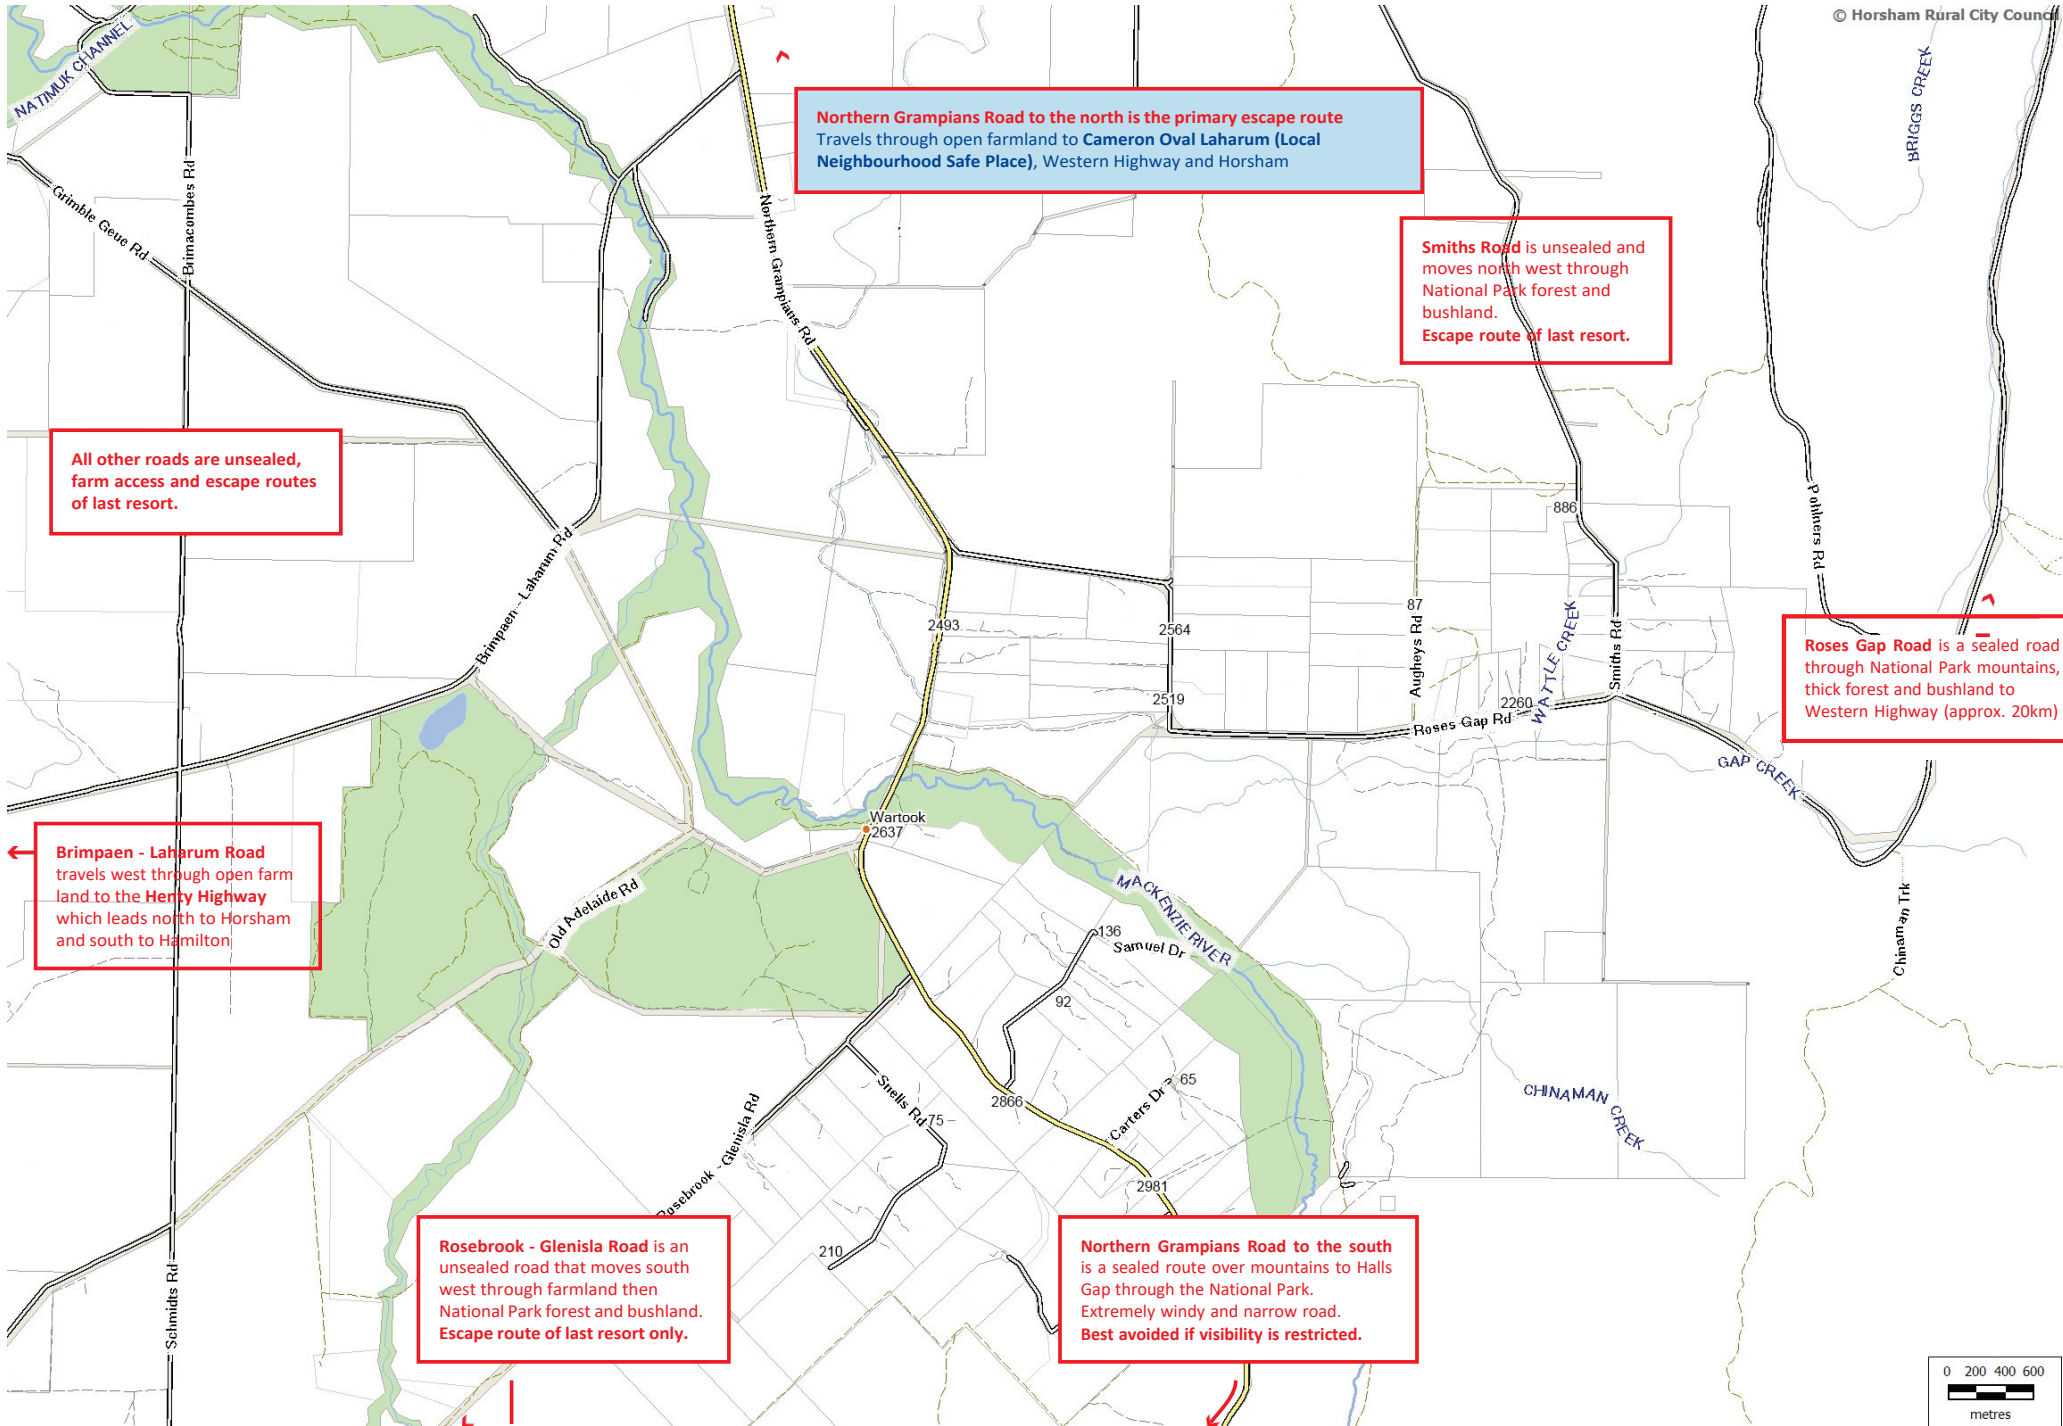 © Horsham Rural City Council
NATIMUK CHANNEL
BRIGGS CREEK
Northern Grampians Road to the north is the primary escape route
Travels through open farmland to Cameron Oval Laharum (Local
Neighbourhood Safe Place), Western Highway and Horsham
Grimble Geue Rd
Brimacombes Rd
Northern Grampians Rd
Smiths Road is unsealed and
moves north west through
National Park forest and
bushland.
Escape route of last resort.
All other roads are unsealed,
farm access and escape routes
of last resort.
886
Pohlners Rd
Brimpaen - Laharum Rd
2493
2564
87
Augheys Rd
WATTLE CREEK
Smiths Rd
2519
2260
Roses Gap Rd
Roses Gap Road is a sealed road
through National Park mountains,
thick forest and bushland to
Western Highway (approx. 20km)
GAP CREEK
Wartook
2637
Brimpaen - Laharum Road
travels west through open farm
land to the Henty Highway
which leads north to Horsham
and south to Hamilton
Old Adelaide Rd
MACKENZIE RIVER
136
Samuel Dr
92
Chinaman Trk
Snells Rd
75
2866
Carters Dr
65
CHINAMAN CREEK
Rosebrook - Glenisla Rd
2981
210
Schmidts Rd
Rosebrook - Glenisla Road is an
unsealed road that moves south
west through farmland then
National Park forest and bushland.
Escape route of last resort only.
Northern Grampians Road to the south
is a sealed route over mountains to Halls
Gap through the National Park.
Extremely windy and narrow road.
Best avoided if visibility is restricted.
0 200 400 600
metres